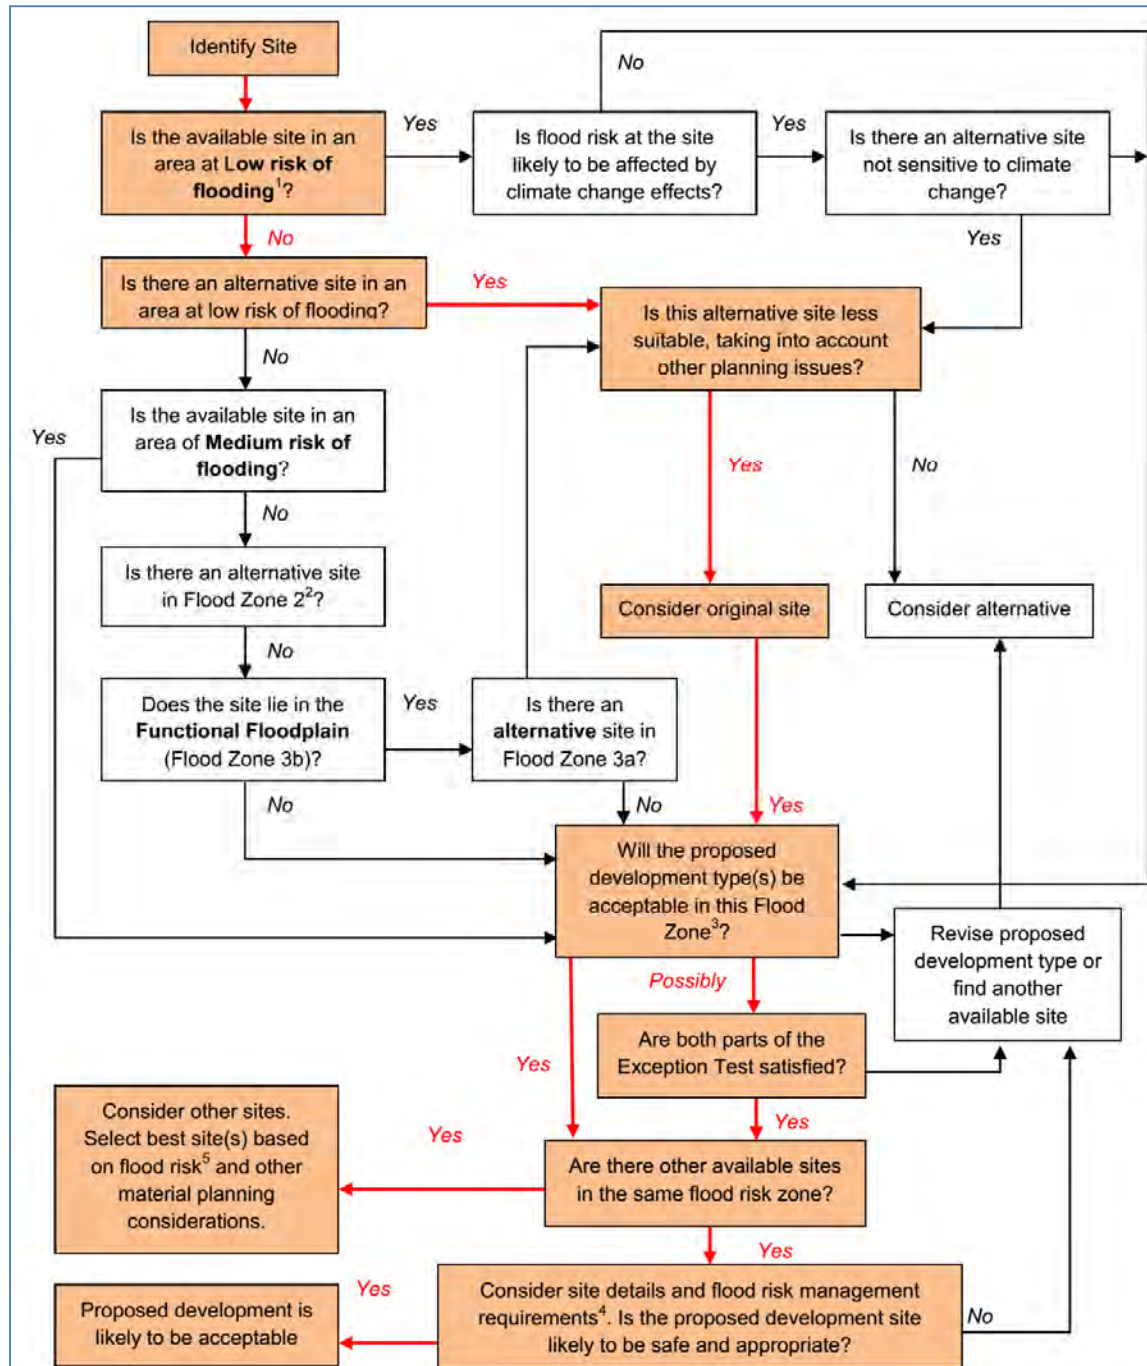 Identify Site
No
Is the available site in an
area at Low risk of
flooding¹?
Yes
Is flood risk at the site
likely to be affected by
climate change effects?
Yes
Is there an alternative site
not sensitive to climate
change?
No
Yes
Is there an alternative site in an
area at low risk of flooding?
Yes
Is this alternative site less
suitable, taking into account
other planning issues?
No
Is the available site in an
area of Medium risk of
flooding?
Yes
Yes
No
No
Is there an alternative site
in Flood Zone 2²?
Consider original site
Consider alternative
No
Does the site lie in the
Functional Floodplain
(Flood Zone 3b)?
Yes
Is there an
alternative site in
Flood Zone 3a?
No
No
Yes
Will the proposed
development type(s) be
acceptable in this Flood
Zone³?
Revise proposed
development type or
find another
available site
Possibly
Are both parts of the
Exception Test satisfied?
Yes
Yes
Consider other sites.
Select best site(s) based
on flood risk⁵ and other
material planning
considerations.
Yes
Are there other available sites
in the same flood risk zone?
Yes
Proposed development is
likely to be acceptable
Yes
Consider site details and flood risk management
requirements⁴. Is the proposed development site
likely to be safe and appropriate?
No